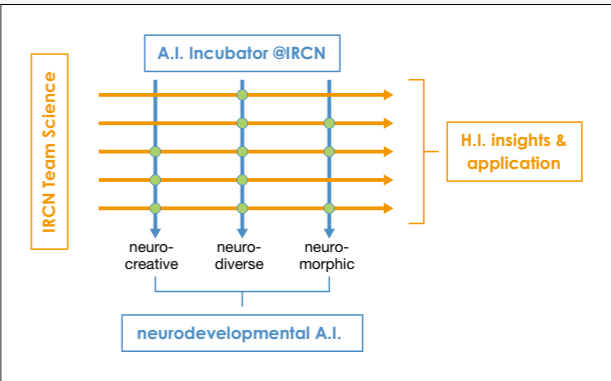 A.I. Incubator @IRCN
IRCN Team Science
H.I. insights &
application
neuro-
creative
neuro-
diverse
neuro-
morphic
neurodevelopmental A.I.